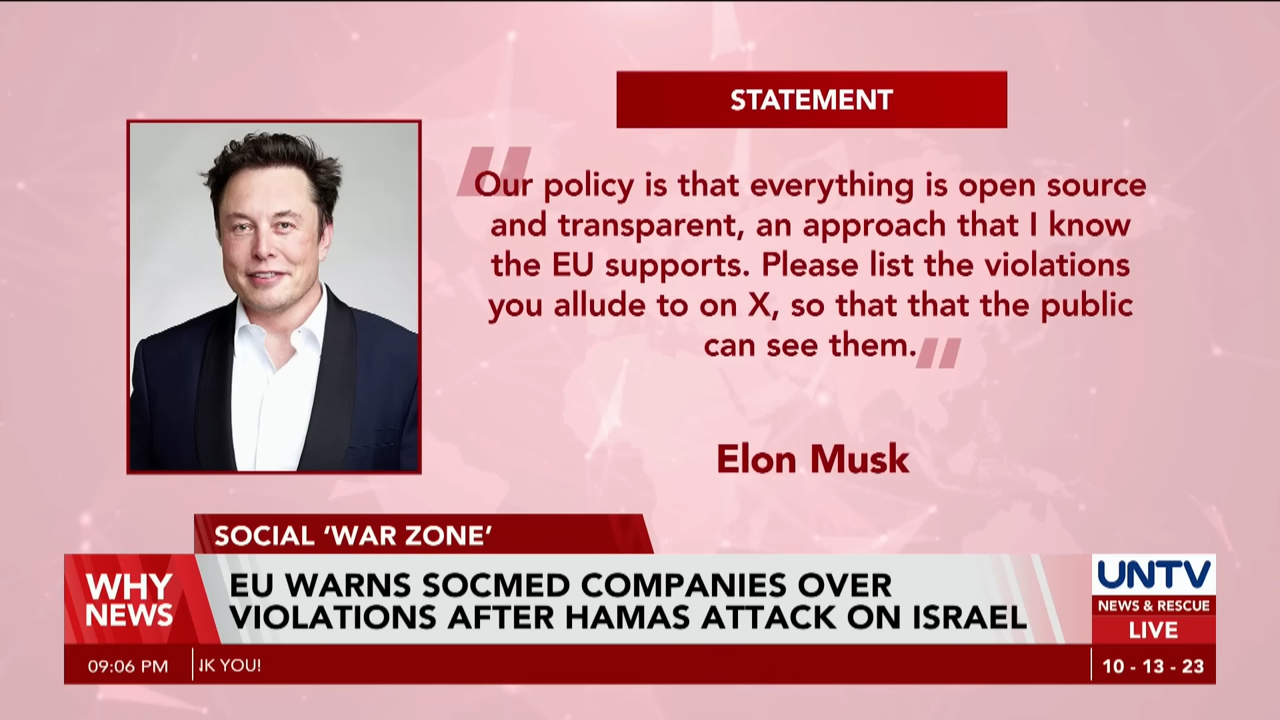 STATEMENT
"Our policy is that everything is open source
and transparent, an approach that I know
the EU supports. Please list the violations
you allude to on X, so that that the public
can see them."
Elon Musk
SOCIAL ‘WAR ZONE’
WHY
NEWS
EU WARNS SOCMED COMPANIES OVER
VIOLATIONS AFTER HAMAS ATTACK ON ISRAEL
UNTV
NEWS & RESCUE
LIVE
09:06 PM
YOU!
10 - 13 - 23